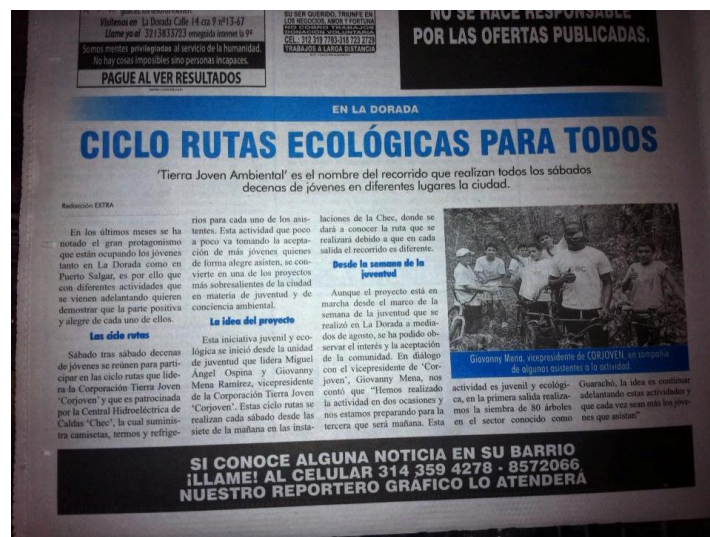 Visítenos en La Dorada Calle 14 cra 9 nº13-67
Llame ya al 3213833723 emegsida internet la 9º
Somos mentes privilegiadas al servicio de la humanidad.
No hay cosas imposibles sino personas incapaces.
PAGUE AL VER RESULTADOS
SU SER QUERIDO, TRIUNFE EN
LOS NEGOCIOS, AMOR Y FORTUNA
NO COBRO TRABAJOS
DONACIÓN VOLUNTARIA
CEL.: 312 319 7783-318 723 2729
TRABAJOS A LARGA DISTANCIA
NO SE HACE RESPONSABLE
POR LAS OFERTAS PUBLICADAS.
EN LA DORADA
CICLO RUTAS ECOLÓGICAS PARA TODOS
'Tierra Joven Ambiental' es el nombre del recorrido que realizan todos los sábados
decenas de jóvenes en diferentes lugares la ciudad.
Redacción EXTRA
En los últimos meses se ha
notado el gran protagonismo
que están ocupando los jóvenes
tanto en La Dorada como en
Puerto Salgar, es por ello que
con diferentes actividades que
se vienen adelantando quieren
demostrar que la parte positiva
y alegre de cada uno de ellos.
Las ciclo rutas
Sábado tras sábado decenas
de jóvenes se reúnen para parti-
cipar en las ciclo rutas que lide-
ra la Corporación Tierra Joven
'Corjoven' y que es patrocinada
por la Central Hidroeléctrica de
Caldas 'Chec', la cual suminis-
tra camisetas, termos y refrige-
rios para cada uno de los asis-
tentes. Esta actividad que poco
a poco va tomando la acepta-
ción de más jóvenes quienes
de forma alegre asisten, se con-
vierte en una de los proyectos
más sobresalientes de la ciudad
en materia de juventud y de
conciencia ambiental.
La idea del proyecto
Esta iniciativa juvenil y eco-
lógica se inició desde la unidad
de juventud que lidera Miguel
Ángel Ospina y Giovanny
Mena Ramírez, vicepresidente
de la Corporación Tierra Joven
'Corjoven'. Estas ciclo rutas se
realizan cada sábado desde las
siete de la mañana en las insta-
laciones de la Chec, donde se
dará a conocer la ruta que se
realizará debido a que en cada
salida el recorrido es diferente.
Desde la semana de la
juventud
Aunque el proyecto está en
marcha desde el marco de la
semana de la juventud que se
realizó en La Dorada a media-
dos de agosto, se ha podido ob-
servar el interés y la aceptación
de la comunidad. En diálogo
con el vicepresidente de 'Cor-
joven', Giovanny Mena, nos
contó que "Hemos realizado
la actividad en dos ocasiones y
nos estamos preparando para la
tercera que será mañana. Esta
Giovanny Mena, vicepresidente de CORJOVEN, en compañía
de algunos asistentes a la actividad.
actividad es juvenil y ecológi-
ca, en la primera salida realiza-
mos la siembra de 80 árboles
en el sector conocido como
Guarachó, la idea es continuar
adelantando estas actividades y
que cada vez sean más los jóve-
nes que asistan"
SI CONOCE ALGUNA NOTICIA EN SU BARRIO
¡LLAME! AL CELULAR 314 359 4278 - 8572066
NUESTRO REPORTERO GRÁFICO LO ATENDERÁ